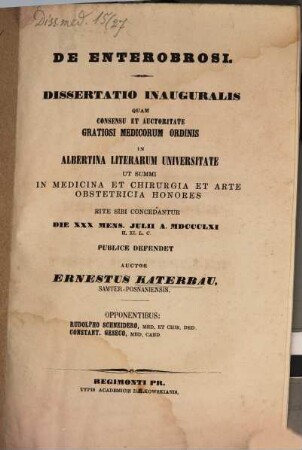 Diss. med. 15/27
DE ENTEROBROSI.
DISSERTATIO INAUGURALIS
QUAM
CONSENSU ET AUCTORITATE
GRATIOSI MEDICORUM ORDINIS
IN
ALBERTINA LITERARUM UNIVERSITATE
UT SUMMI
IN MEDICINA ET CHIRURGIA ET ARTE
OBSTETRICIA HONORES
RITE SIBI CONCEDANTUR
DIE XXX MENS. JULII A. MDCCCLXI
H. XI. L. C.
PUBLICE DEFENDET
AUCTOR
ERNESTUS KATERBAU,
SAMTER-POSNANIENSIS.
OPPONENTIBUS:
RUDOLPHO SCHNEIDERO, MED. ET CHIR. DRD.
CONSTANT. GESECO, MED. CAND.
REGIMONTI PR.
TYPIS ACADEMICIS DALKOWSKIANIS.